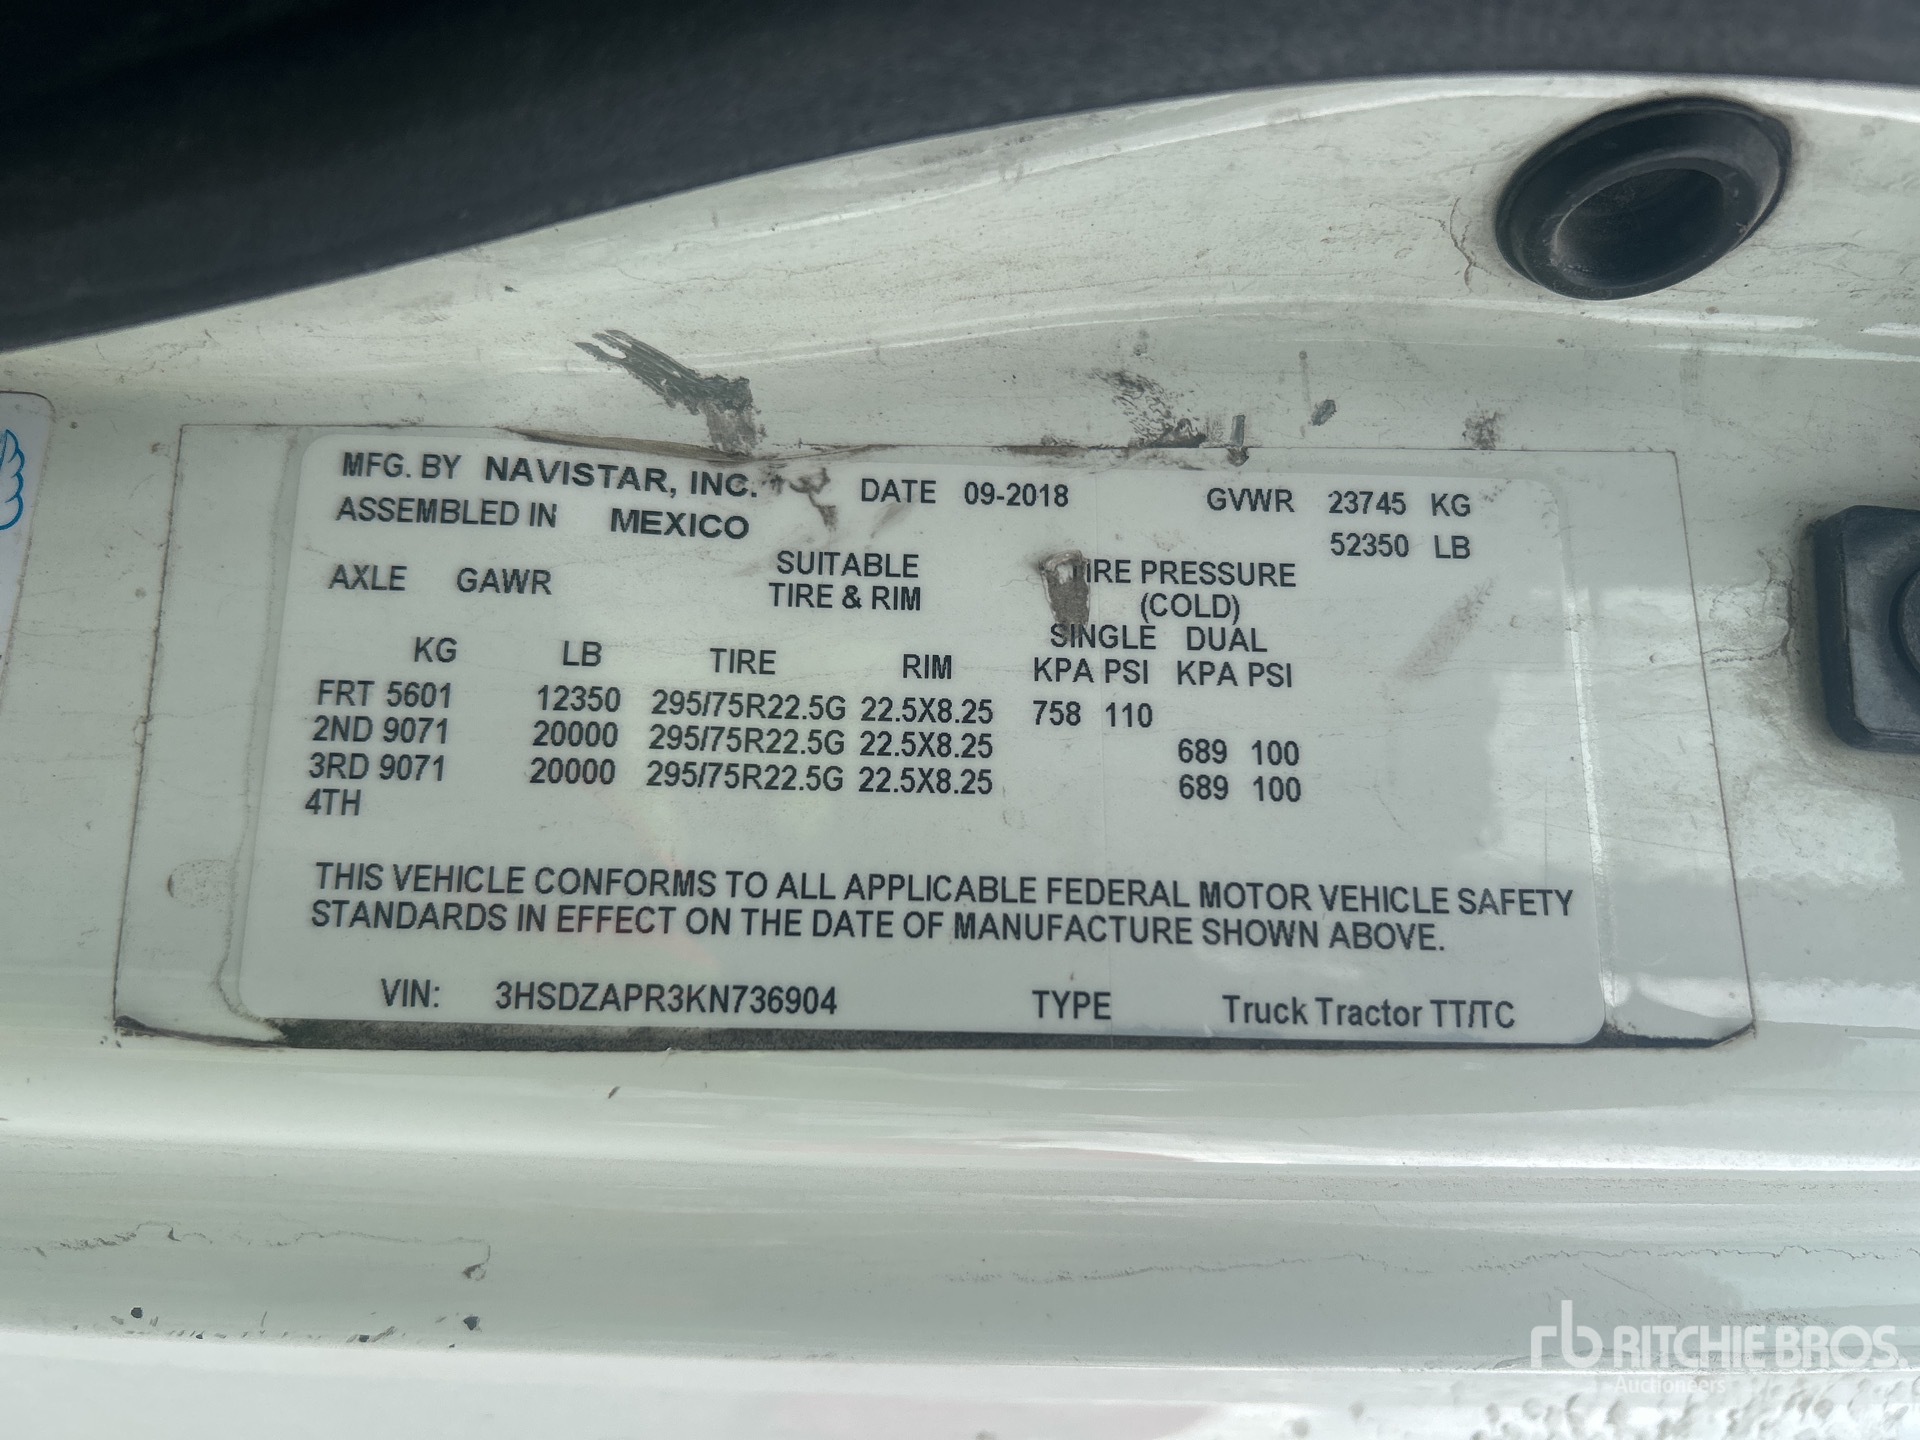 MFG. BY NAVISTAR, INC. DATE 09-2018 GVWR 23745 KG
ASSEMBLED IN MEXICO 52350 LB
AXLE GAWR SUITABLE TIRE PRESSURE
TIRE & RIM (COLD)
SINGLE DUAL
KG LB TIRE RIM KPA PSI KPA PSI
FRT 5601 12350 295/75R22.5G 22.5X8.25 758 110
2ND 9071 20000 295/75R22.5G 22.5X8.25 689 100
3RD 9071 20000 295/75R22.5G 22.5X8.25 689 100
4TH
THIS VEHICLE CONFORMS TO ALL APPLICABLE FEDERAL MOTOR VEHICLE SAFETY
STANDARDS IN EFFECT ON THE DATE OF MANUFACTURE SHOWN ABOVE.
VIN: 3HSDZAPR3KN736904 TYPE Truck Tractor TT/TC
rb RITCHIE BROS.
Auctioneers